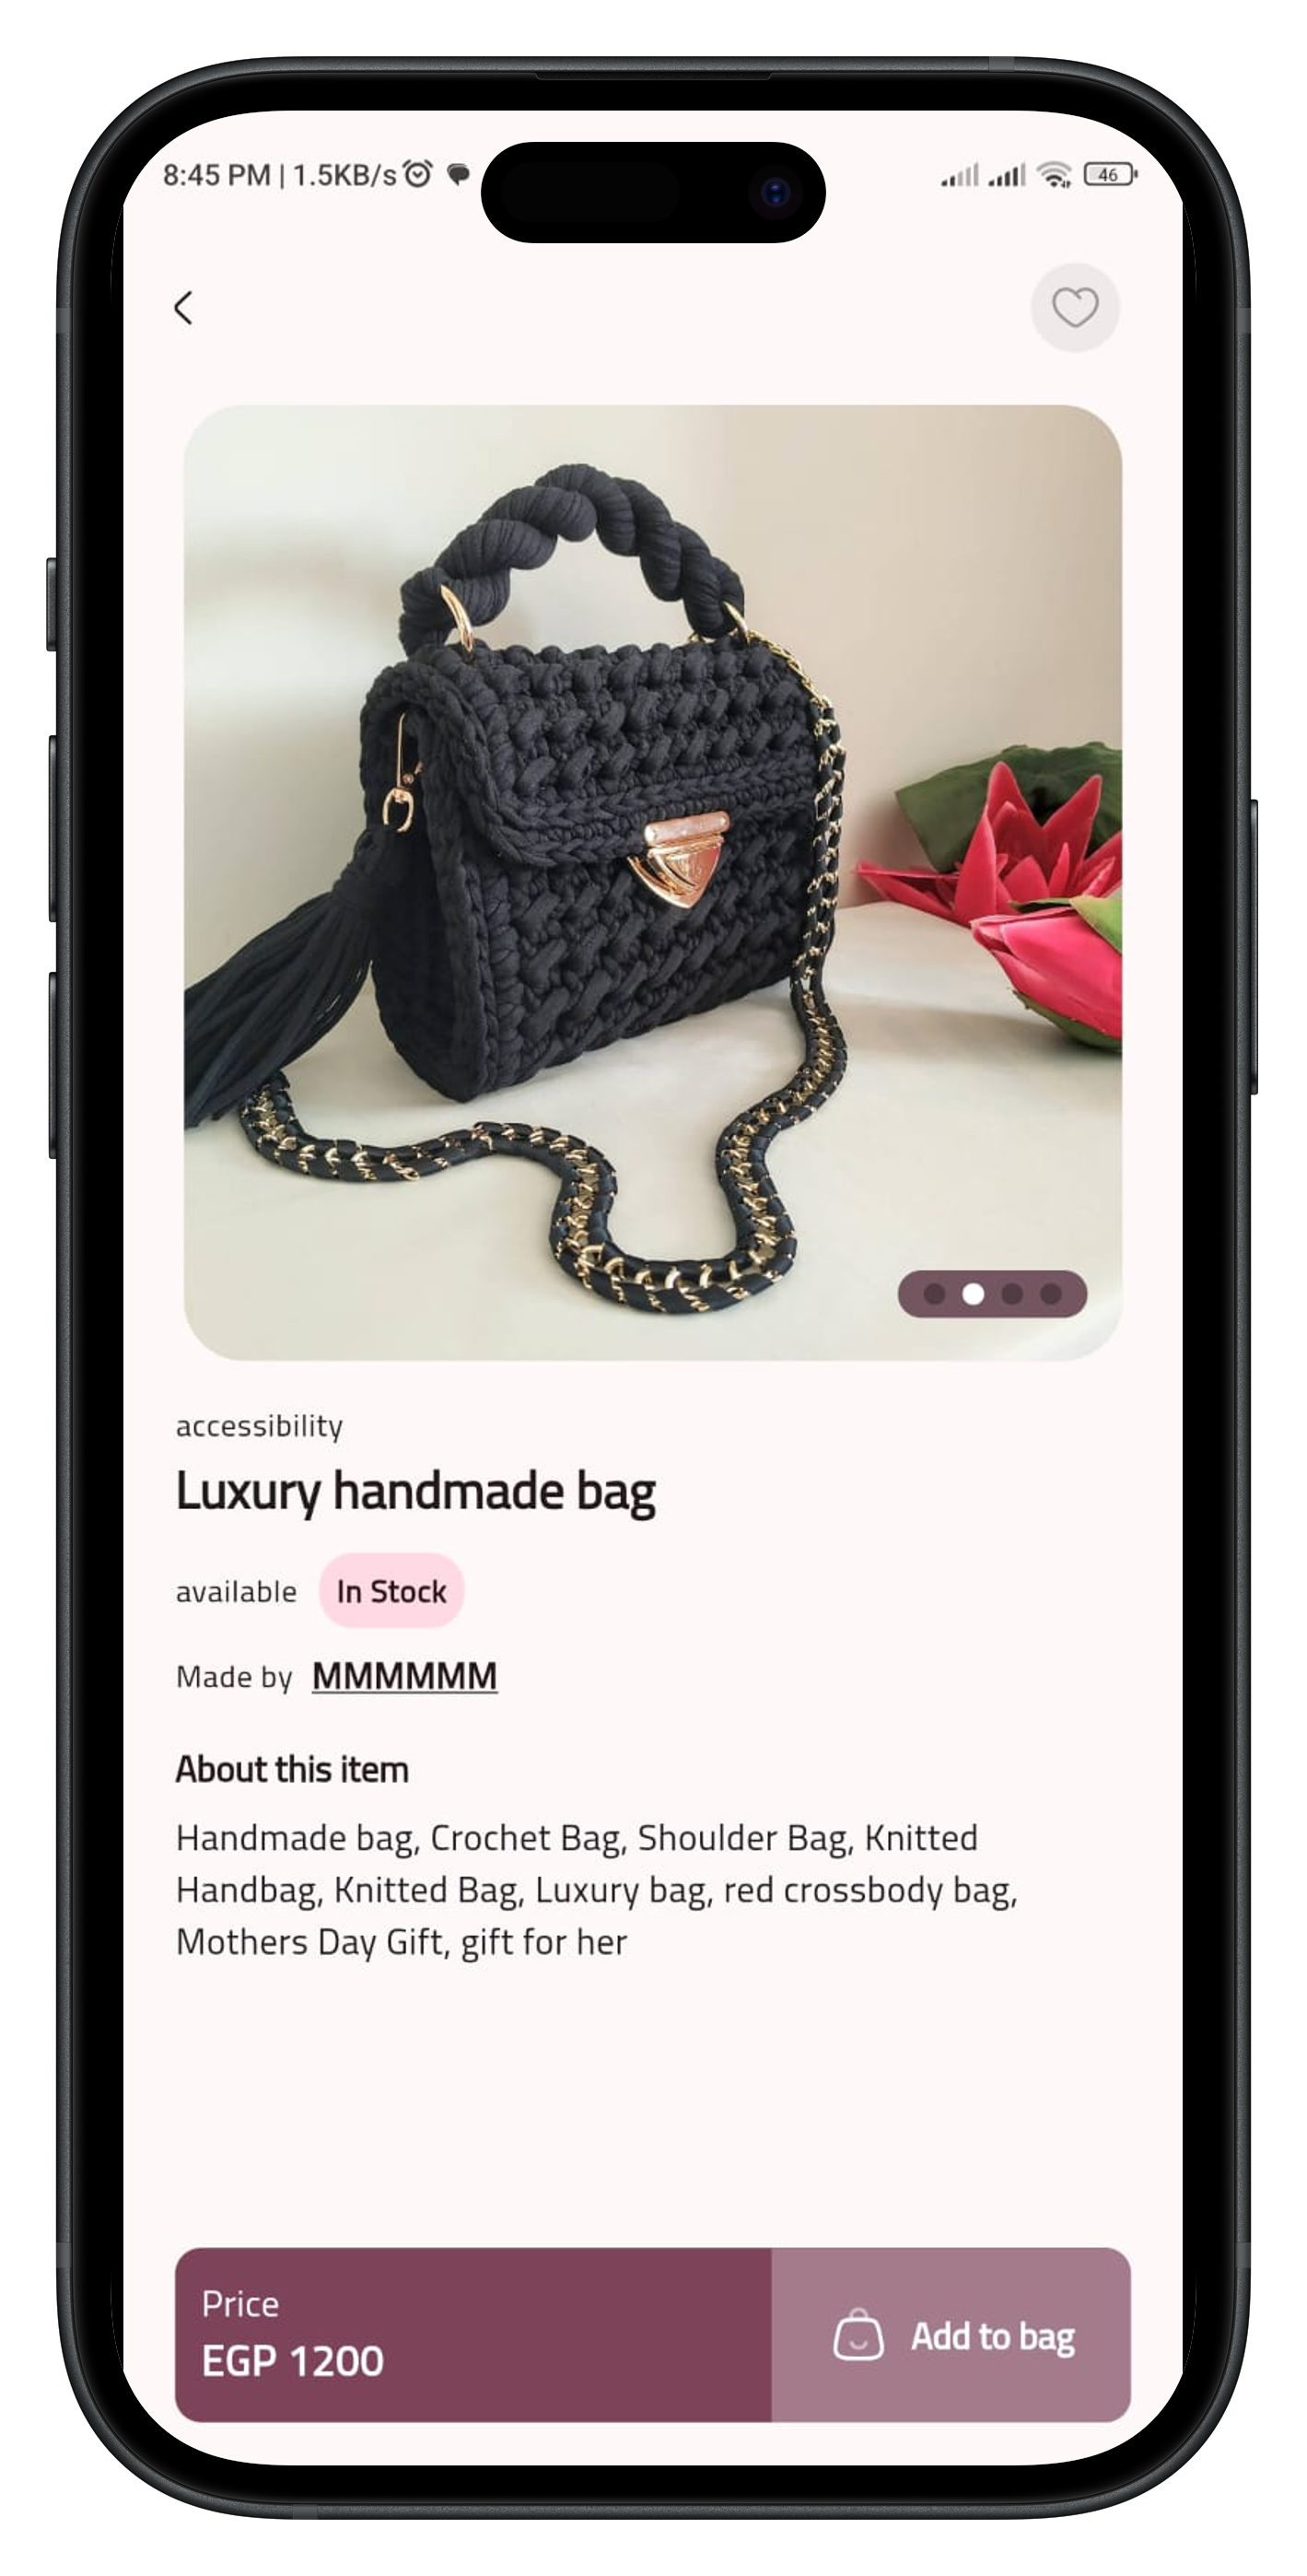 8:45 PM | 1.5KB/s
46
accessibility
Luxury handmade bag
available In Stock
Made by MMMMMM
About this item
Handmade bag, Crochet Bag, Shoulder Bag, Knitted
Handbag, Knitted Bag, Luxury bag, red crossbody bag,
Mothers Day Gift, gift for her
Price
EGP 1200
Add to bag